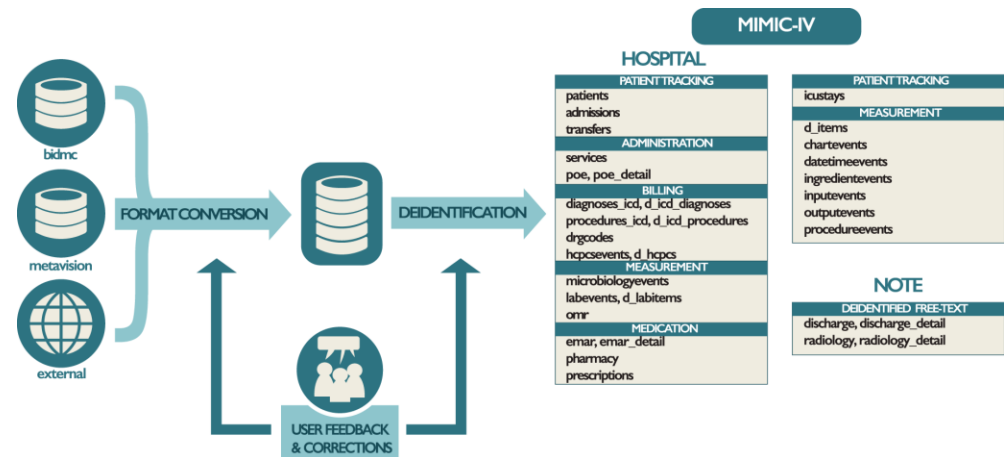 MIMIC-IV
bidmc
metavision
external
FORMAT CONVERSION
DEIDENTIFICATION
USER FEEDBACK
& CORRECTIONS
HOSPITAL
PATIENT TRACKING
patients
admissions
transfers
ADMINISTRATION
services
poe, poe_detail
BILLING
diagnoses_icd, d_icd_diagnoses
procedures_icd, d_icd_procedures
drgcodes
hcpcsevents, d_hcpcs
MEASUREMENT
microbiologyevents
labevents, d_labitems
omr
MEDICATION
emar, emar_detail
pharmacy
prescriptions
PATIENT TRACKING
icustays
MEASUREMENT
d_items
chartevents
datetimeevents
ingredientevents
inputevents
outputevents
procedureevents
NOTE
DEIDENTIFIED FREE-TEXT
discharge, discharge_detail
radiology, radiology_detail